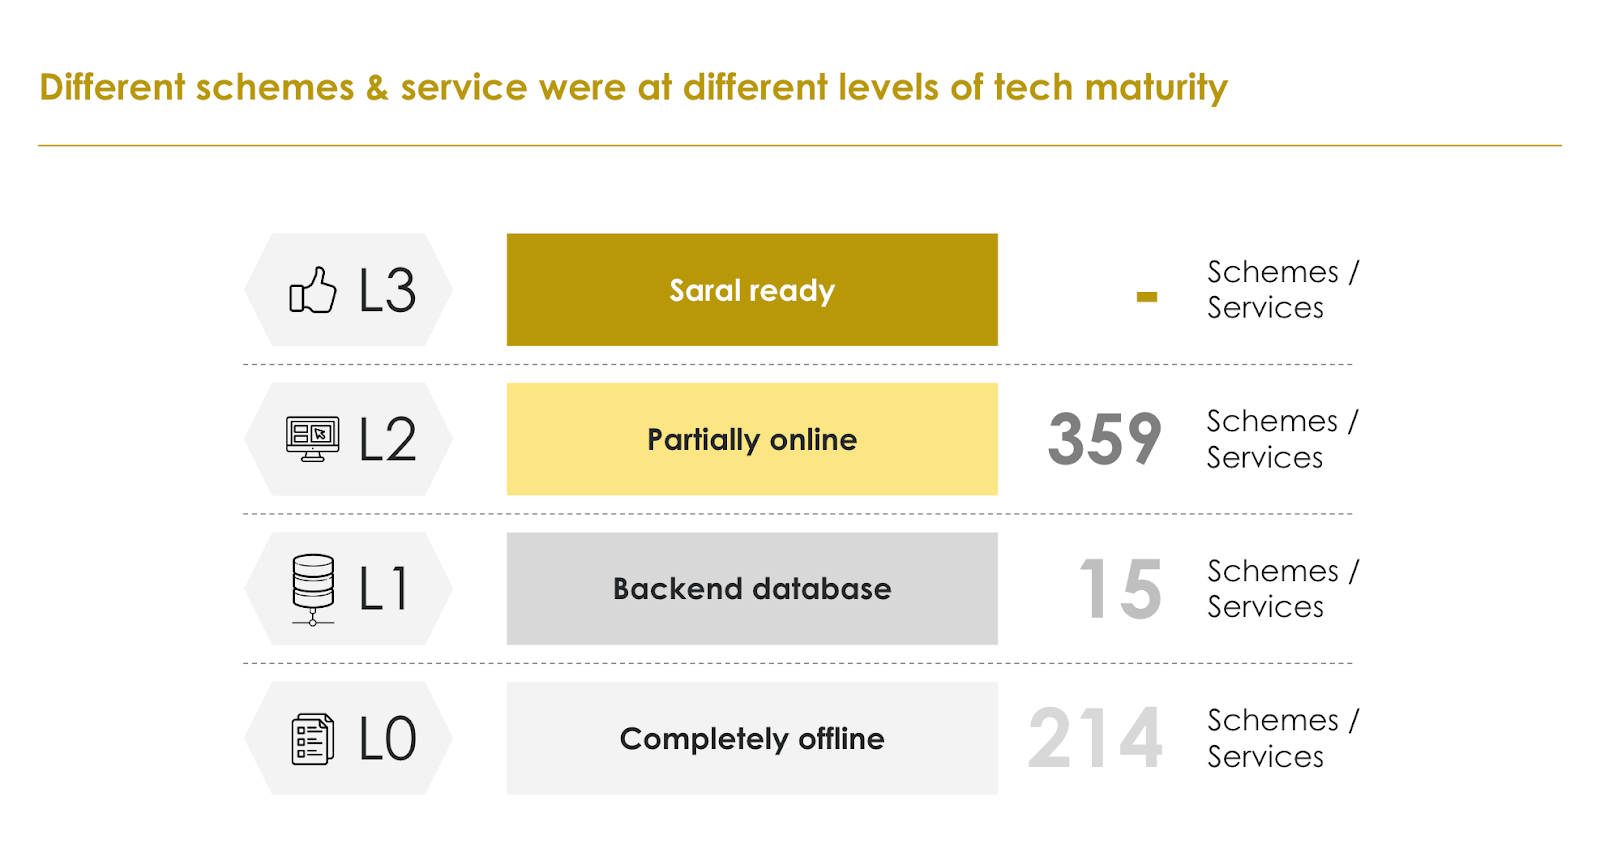 Different schemes & service were at different levels of tech maturity
L3
Saral ready
-
Schemes /
Services
L2
Partially online
359
Schemes /
Services
L1
Backend database
15
Schemes /
Services
L0
Completely offline
214
Schemes /
Services